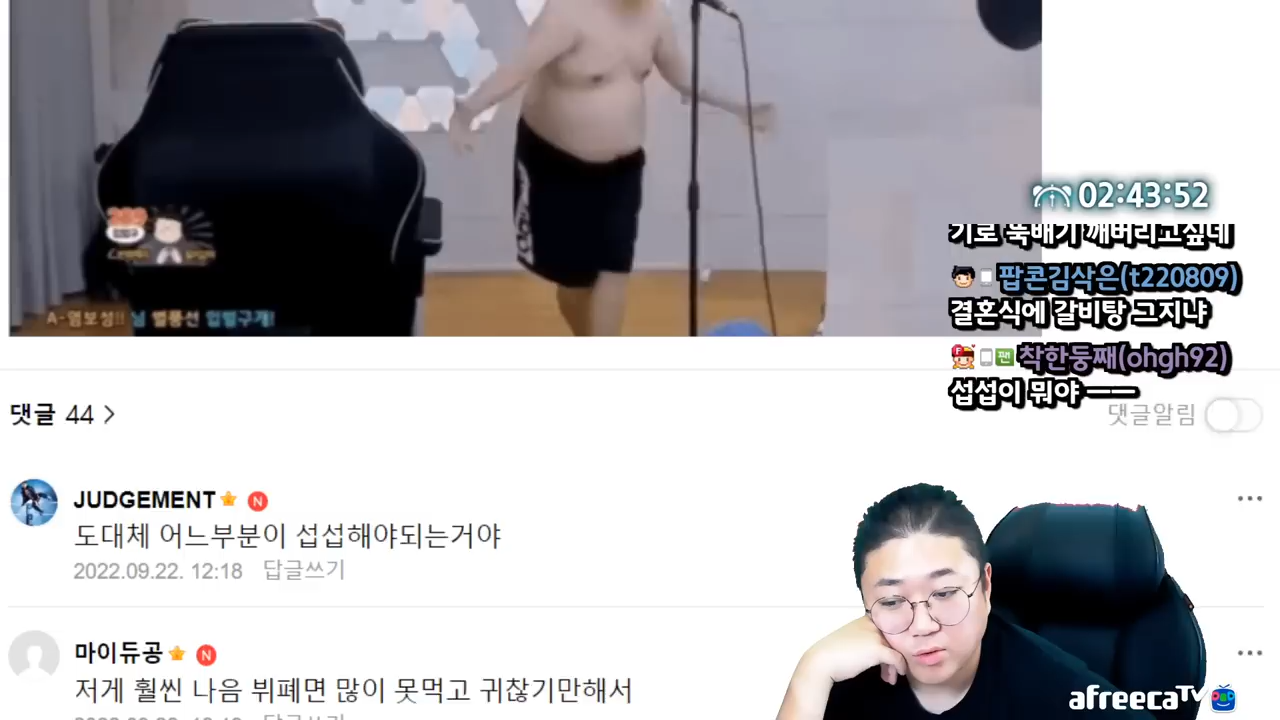 02:43:52
기로 뚝배기 깨버리고싶네
팝콘김삭은(t220809)
결혼식에 갈비탕 그지냐
착한둥째(ohgh92)
섭섭이 뭐야 ㅡㅡ
댓글 44 >
댓글알림
JUDGEMENT N
도대체 어느부분이 섭섭해야되는거야
2022.09.22. 12:18 답글쓰기
마이듀공 N
저게 훨씬 나음 뷔페면 많이 못먹고 귀찮기만해서
afreecaTV